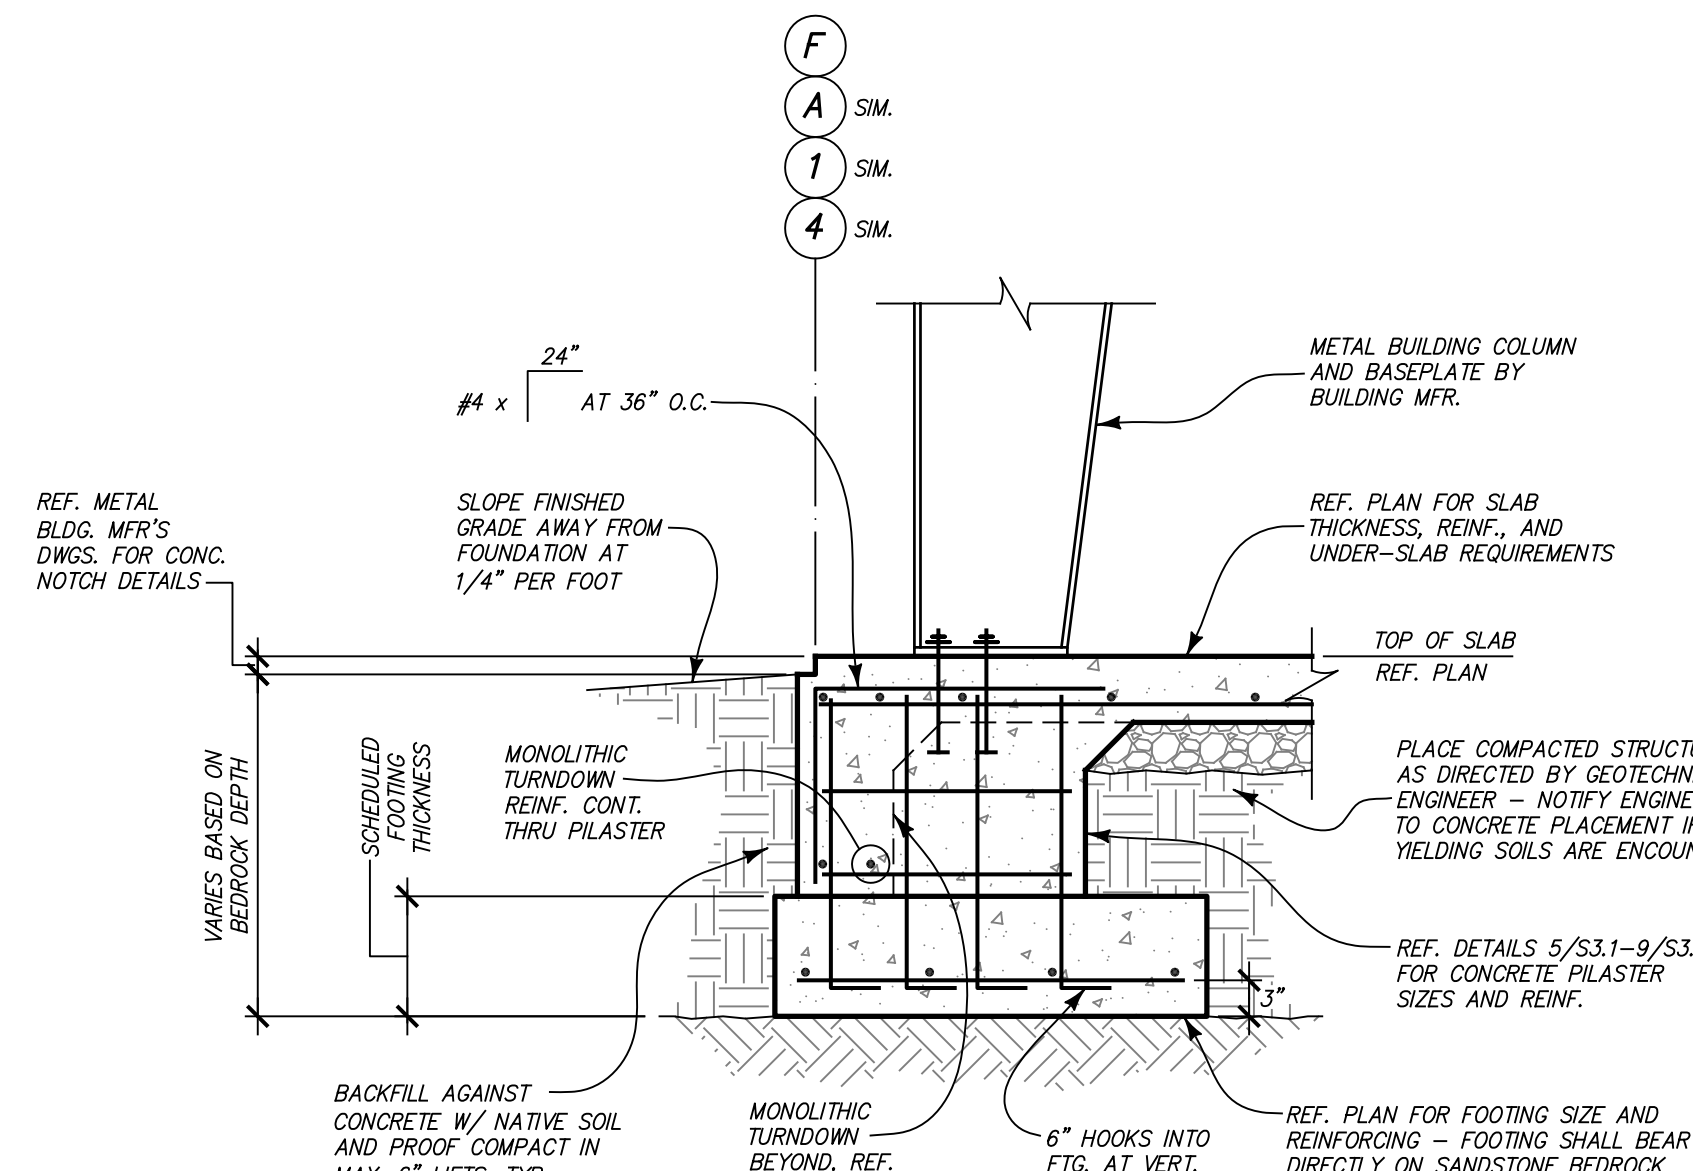 F
A SIM.
1 SIM.
4 SIM.
24"
#4 x AT 36" O.C.
METAL BUILDING COLUMN
AND BASEPLATE BY
BUILDING MFR.
REF. METAL
BLDG. MFR'S
DWGS. FOR CONC.
NOTCH DETAILS
SLOPE FINISHED
GRADE AWAY FROM
FOUNDATION AT
1/4" PER FOOT
REF. PLAN FOR SLAB
THICKNESS, REINF., AND
UNDER-SLAB REQUIREMENTS
TOP OF SLAB
REF. PLAN
VARIES BASED ON
BEDROCK DEPTH
SCHEDULED
FOOTING
THICKNESS
MONOLITHIC
TURNDOWN
REINF. CONT.
THRU PILASTER
PLACE COMPACTED
AS DIRECTED BY
ENGINEER - NOTIFY
TO CONCRETE PLACEMENT
YIELDING SOILS ARE
REF. DETAILS 5/S3.1-9/S3.
FOR CONCRETE PILASTER
SIZES AND REINF.
3"
BACKFILL AGAINST
CONCRETE W/ NATIVE SOIL
AND PROOF COMPACT IN
MONOLITHIC
TURNDOWN
BEYOND, REF.
6" HOOKS INTO
FTG. AT VERT.
REF. PLAN FOR FOOTING SIZE AND
REINFORCING - FOOTING SHALL BEAR
DIRECTLY ON SANDSTONE BEDROCK